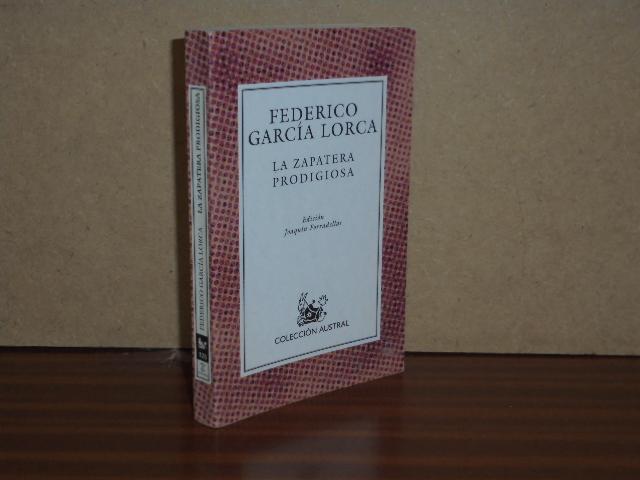 FEDERICO
GARCÍA LORCA
LA ZAPATERA
PRODIGIOSA
Edición
Joaquín Forradellas
COLECCIÓN AUSTRAL
FEDERICO GARCÍA LORCA LA ZAPATERA PRODIGIOSA